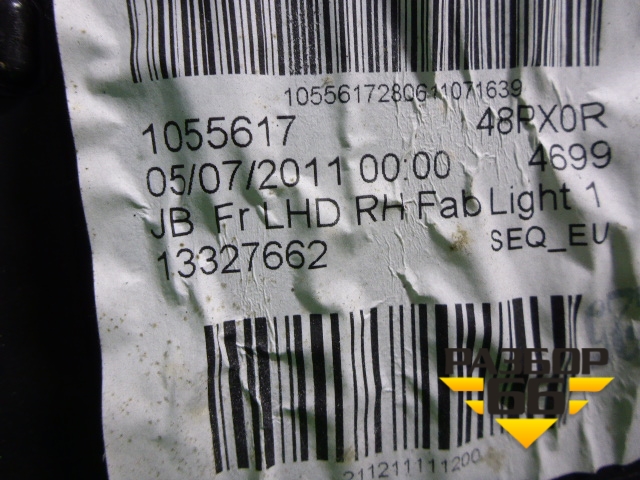 1055617280611071639
1055617 48PX0R
05/07/2011 00:00 4699
JB Fr LHD RH Fab Light 1
13327662 SEQ_EU
РАЗБОР
66
211211111200